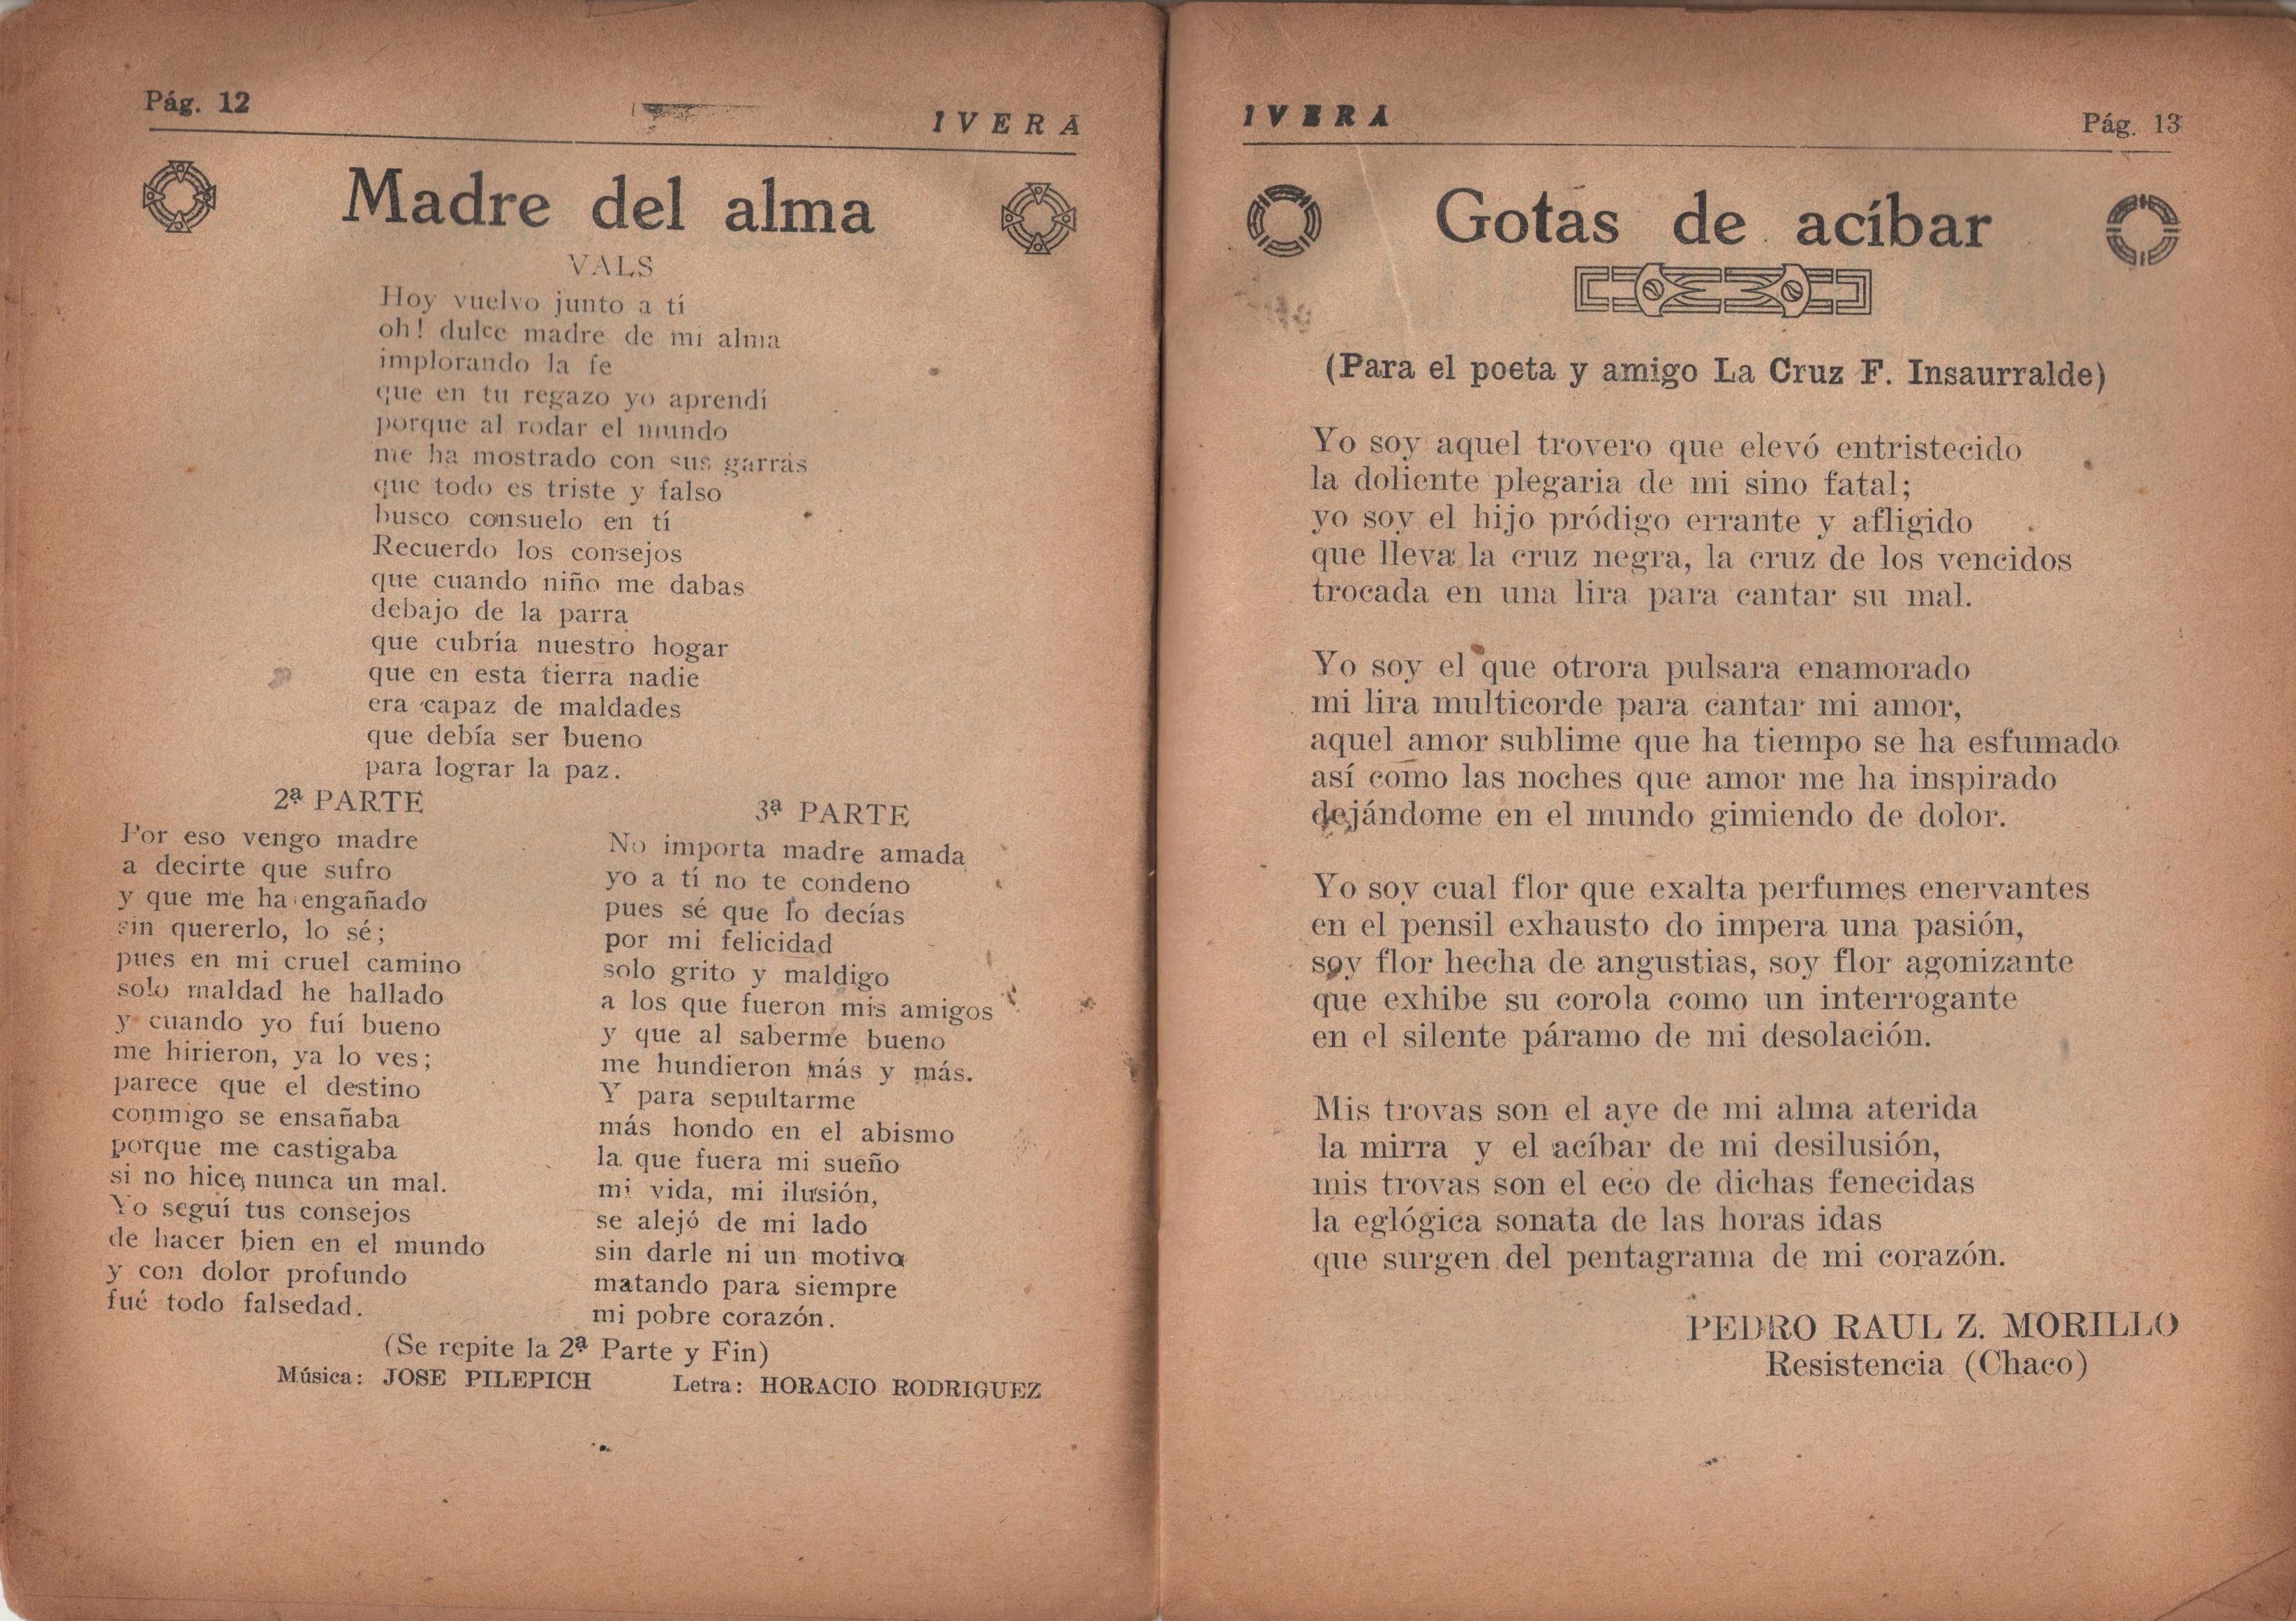 Pág. 12
IVERA
Madre del alma
VALS
Hoy vuelvo junto a tí
oh! dulce madre de mi alma
implorando la fe
que en tu regazo yo aprendí
porque al rodar el mundo
me ha mostrado con sus garras
que todo es triste y falso
busco consuelo en tí
Recuerdo los consejos
que cuando niño me dabas
debajo de la parra
que cubría nuestro hogar
que en esta tierra nadie
era capaz de maldades
que debía ser bueno
para lograr la paz.
2ª PARTE
Por eso vengo madre
a decirte que sufro
y que me ha engañado
sin quererlo, lo sé;
pues en mi cruel camino
solo maldad he hallado
y cuando yo fuí bueno
me hirieron, ya lo ves;
parece que el destino
conmigo se ensañaba
porque me castigaba
si no hice nunca un mal.
Yo seguí tus consejos
de hacer bien en el mundo
y con dolor profundo
fué todo falsedad.
3ª PARTE
No importa madre amada
yo a tí no te condeno
pues sé que lo decías
por mi felicidad
solo grito y maldigo
a los que fueron mis amigos
y que al saberme bueno
me hundieron más y más.
Y para sepultarme
más hondo en el abismo
la que fuera mi sueño
mi vida, mi ilusión,
se alejó de mi lado
sin darle ni un motivo
matando para siempre
mi pobre corazón.
(Se repite la 2ª Parte y Fin)
Música: JOSE PILEPICH Letra: HORACIO RODRIGUEZ
IVERA
Pág. 13
Gotas de acíbar
(Para el poeta y amigo La Cruz F. Insaurralde)
Yo soy aquel trovero que elevó entristecido
la doliente plegaria de mi sino fatal;
yo soy el hijo pródigo errante y afligido
que lleva la cruz negra, la cruz de los vencidos
trocada en una lira para cantar su mal.
Yo soy el que otrora pulsara enamorado
mi lira multicorde para cantar mi amor,
aquel amor sublime que ha tiempo se ha esfumado
así como las noches que amor me ha inspirado
dejándome en el mundo gimiendo de dolor.
Yo soy cual flor que exalta perfumes enervantes
en el pensil exhausto do impera una pasión,
soy flor hecha de angustias, soy flor agonizante
que exhibe su corola como un interrogante
en el silente páramo de mi desolación.
Mis trovas son el aye de mi alma aterida
la mirra y el acíbar de mi desilusión,
mis trovas son el eco de dichas fenecidas
la eglógica sonata de las horas idas
que surgen del pentagrama de mi corazón.
PEDRO RAUL Z. MORILLO
Resistencia (Chaco)